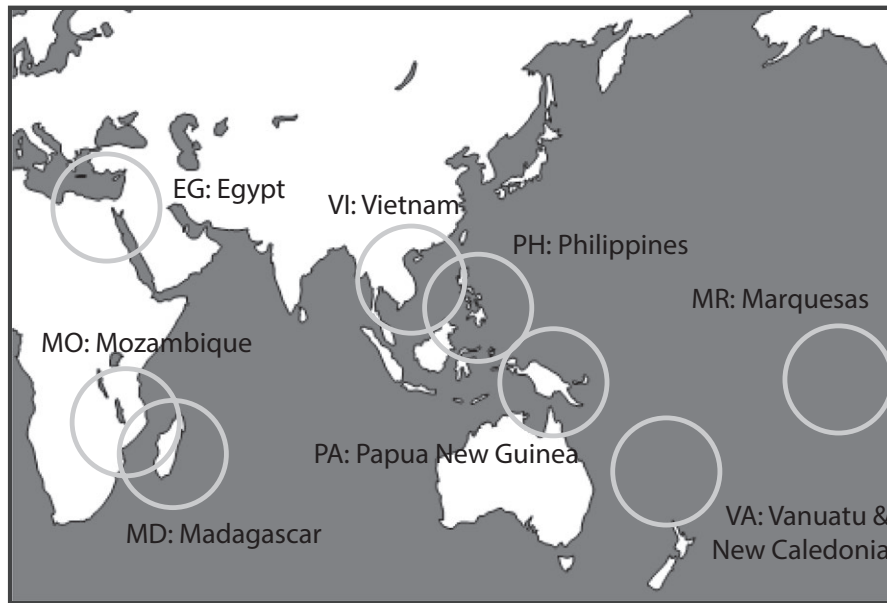 EG: Egypt
VI: Vietnam
PH: Philippines
MR: Marquesas
MO: Mozambique
PA: Papua New Guinea
MD: Madagascar
VA: Vanuatu &
New Caledonia